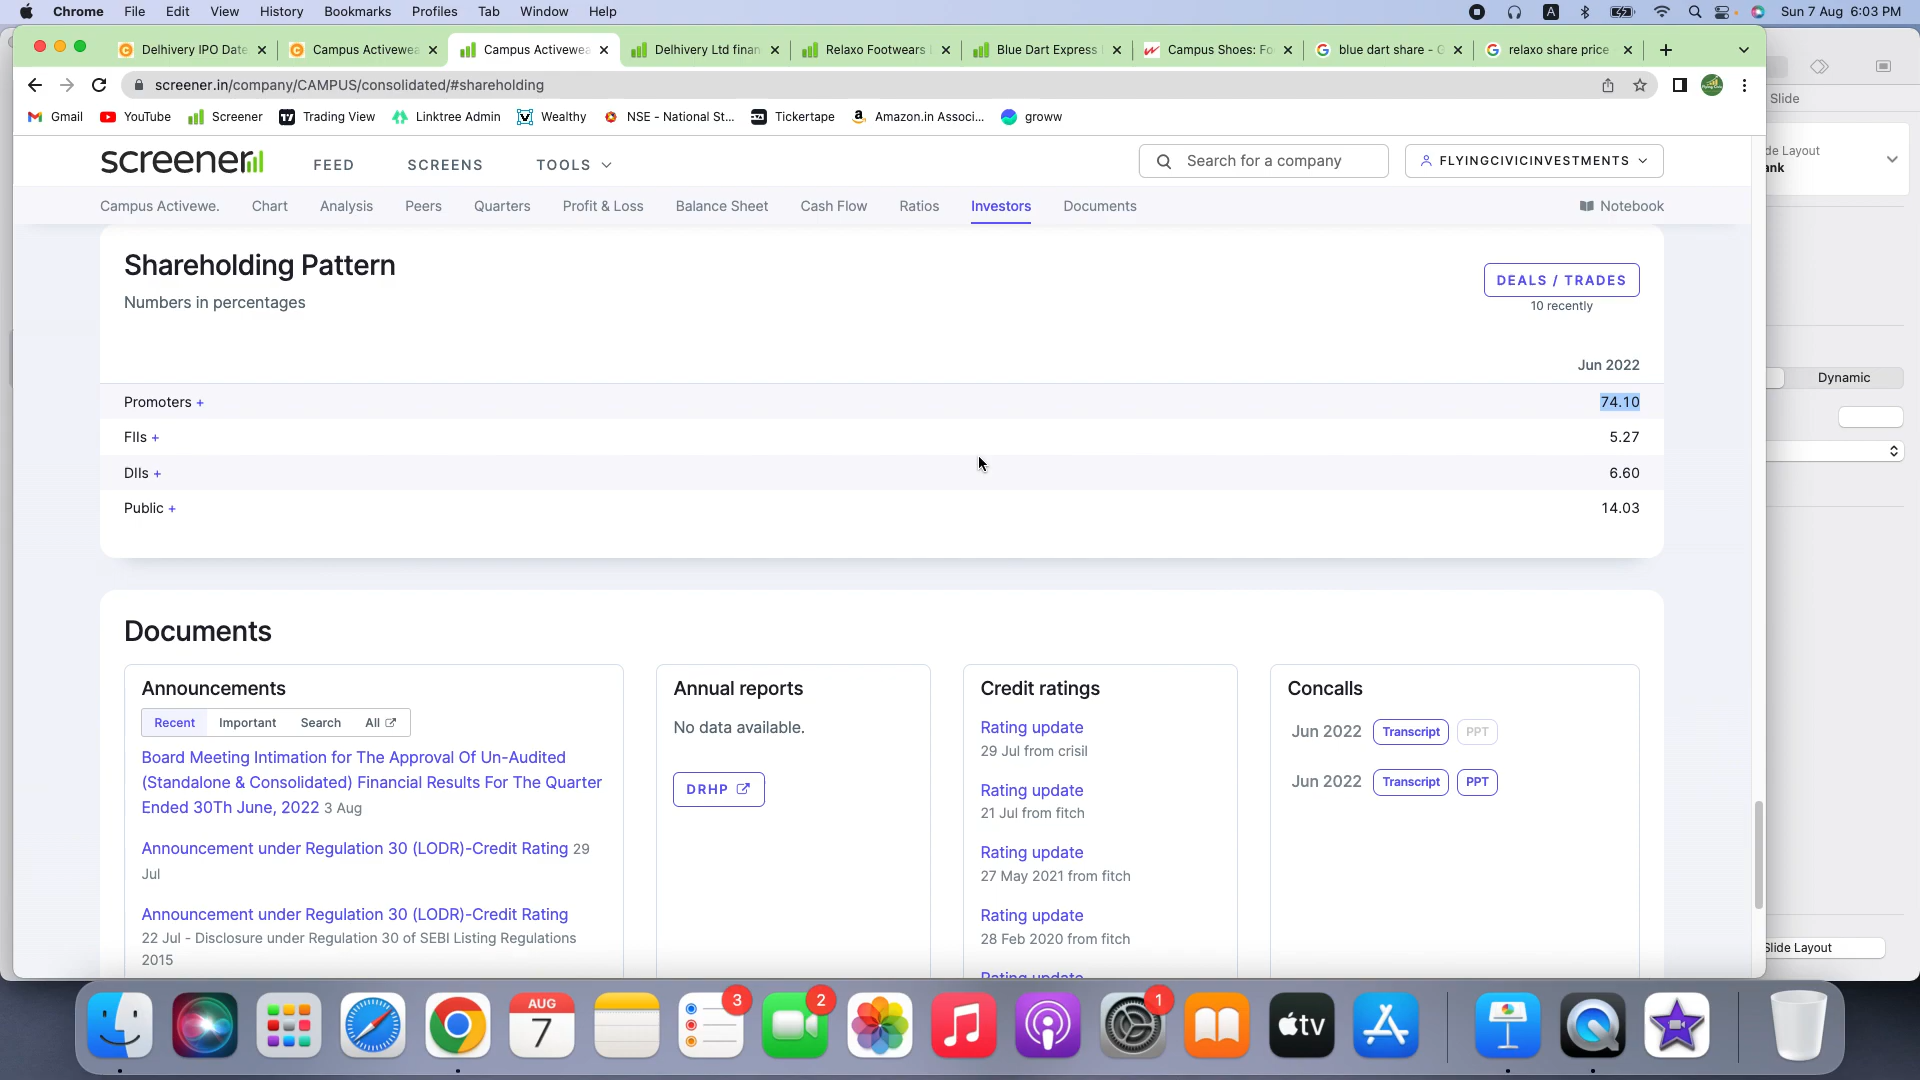 Chrome File Edit View History Bookmarks Profiles Tab Window Help A Sun 7 Aug 6:03 PM
Delhivery IPO Date Campus Activewea Campus Activewea Delhivery Ltd finan Relaxo Footwears Blue Dart Express Campus Shoes: Fo blue dart share - G relaxo share price
screener.in/company/CAMPUS/consolidated/#shareholding
Slide
Gmail YouTube Screener Trading View Linktree Admin Wealthy NSE - National St... Tickertape Amazon.in Associ... groww
screener FEED SCREENS TOOLS Search for a company FLYINGCIVICINVESTMENTS
de Layout
ank
Campus Activewe. Chart Analysis Peers Quarters Profit & Loss Balance Sheet Cash Flow Ratios Investors Documents Notebook
Shareholding Pattern
Numbers in percentages
DEALS / TRADES
10 recently
Jun 2022
Dynamic
Promoters + 74.10
FIIs + 5.27
DIIs + 6.60
Public + 14.03
Documents
Announcements
Recent Important Search All
Board Meeting Intimation for The Approval Of Un-Audited
(Standalone & Consolidated) Financial Results For The Quarter
Ended 30Th June, 2022 3 Aug
Announcement under Regulation 30 (LODR)-Credit Rating 29
Jul
Announcement under Regulation 30 (LODR)-Credit Rating
22 Jul - Disclosure under Regulation 30 of SEBI Listing Regulations
2015
Annual reports
No data available.
DRHP
Credit ratings
Rating update
29 Jul from crisil
Rating update
21 Jul from fitch
Rating update
27 May 2021 from fitch
Rating update
28 Feb 2020 from fitch
Rating update
Concalls
Jun 2022 Transcript PPT
Jun 2022 Transcript PPT
Slide Layout
AUG
7
3
2
1
tv